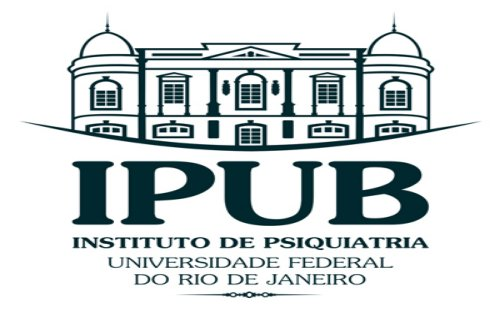 IPUB
INSTITUTO DE PSIQUIATRIA
UNIVERSIDADE FEDERAL
DO RIO DE JANEIRO